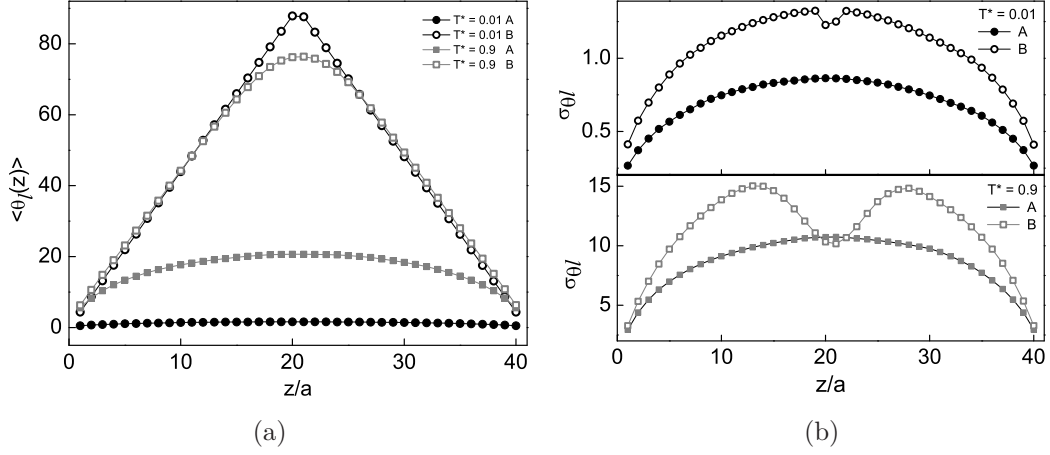 80
60
40
20
0
<θl(z)>
0 10 20 30 40
z/a
T* = 0.01 A
T* = 0.01 B
T* = 0.9 A
T* = 0.9 B
(a)
1.0
0.5
σθl
T* = 0.01
A
B
15
10
5
σθl
T* = 0.9
A
B
0 10 20 30 40
z/a
(b)